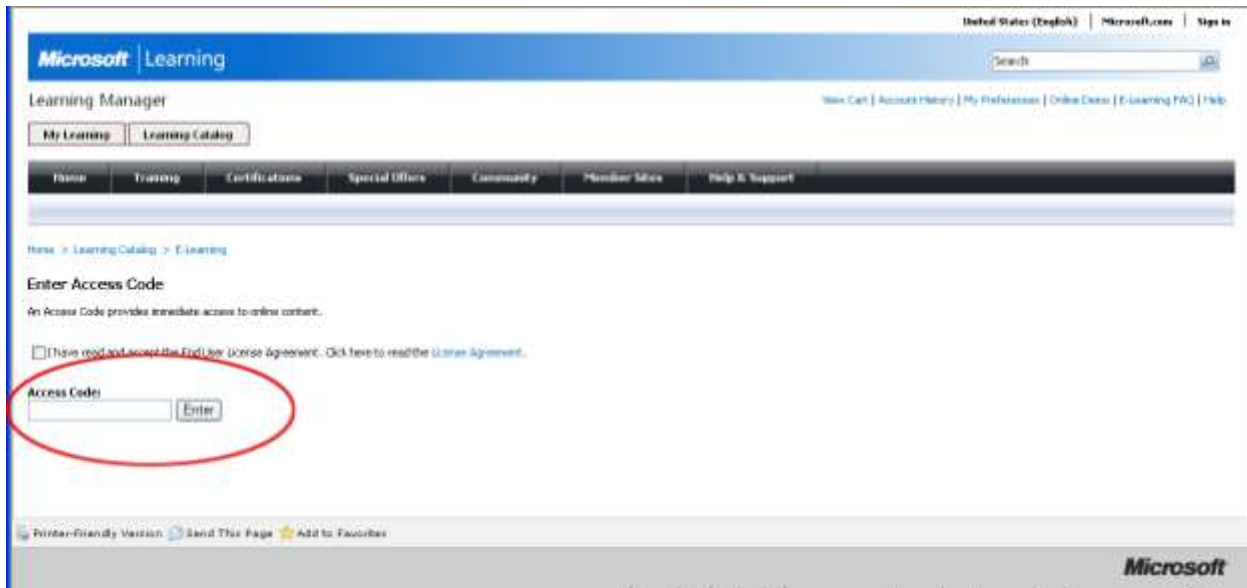 United States (English) | Microsoft.com | Sign in
Microsoft | Learning
Search
Learning Manager
View Cart | Account History | My Preferences | Online Demo | E-Learning FAQ | Help
My Learning Learning Catalog
Home Training Certifications Special Offers Community Member Sites Help & Support
Home > Learning Catalog > E-Learning
Enter Access Code
An Access Code provides immediate access to online content.
I have read and accept the End User License Agreement. Click here to read the License Agreement.
Access Code:
Enter
Printer-Friendly Version Send This Page Add to Favorites
Microsoft